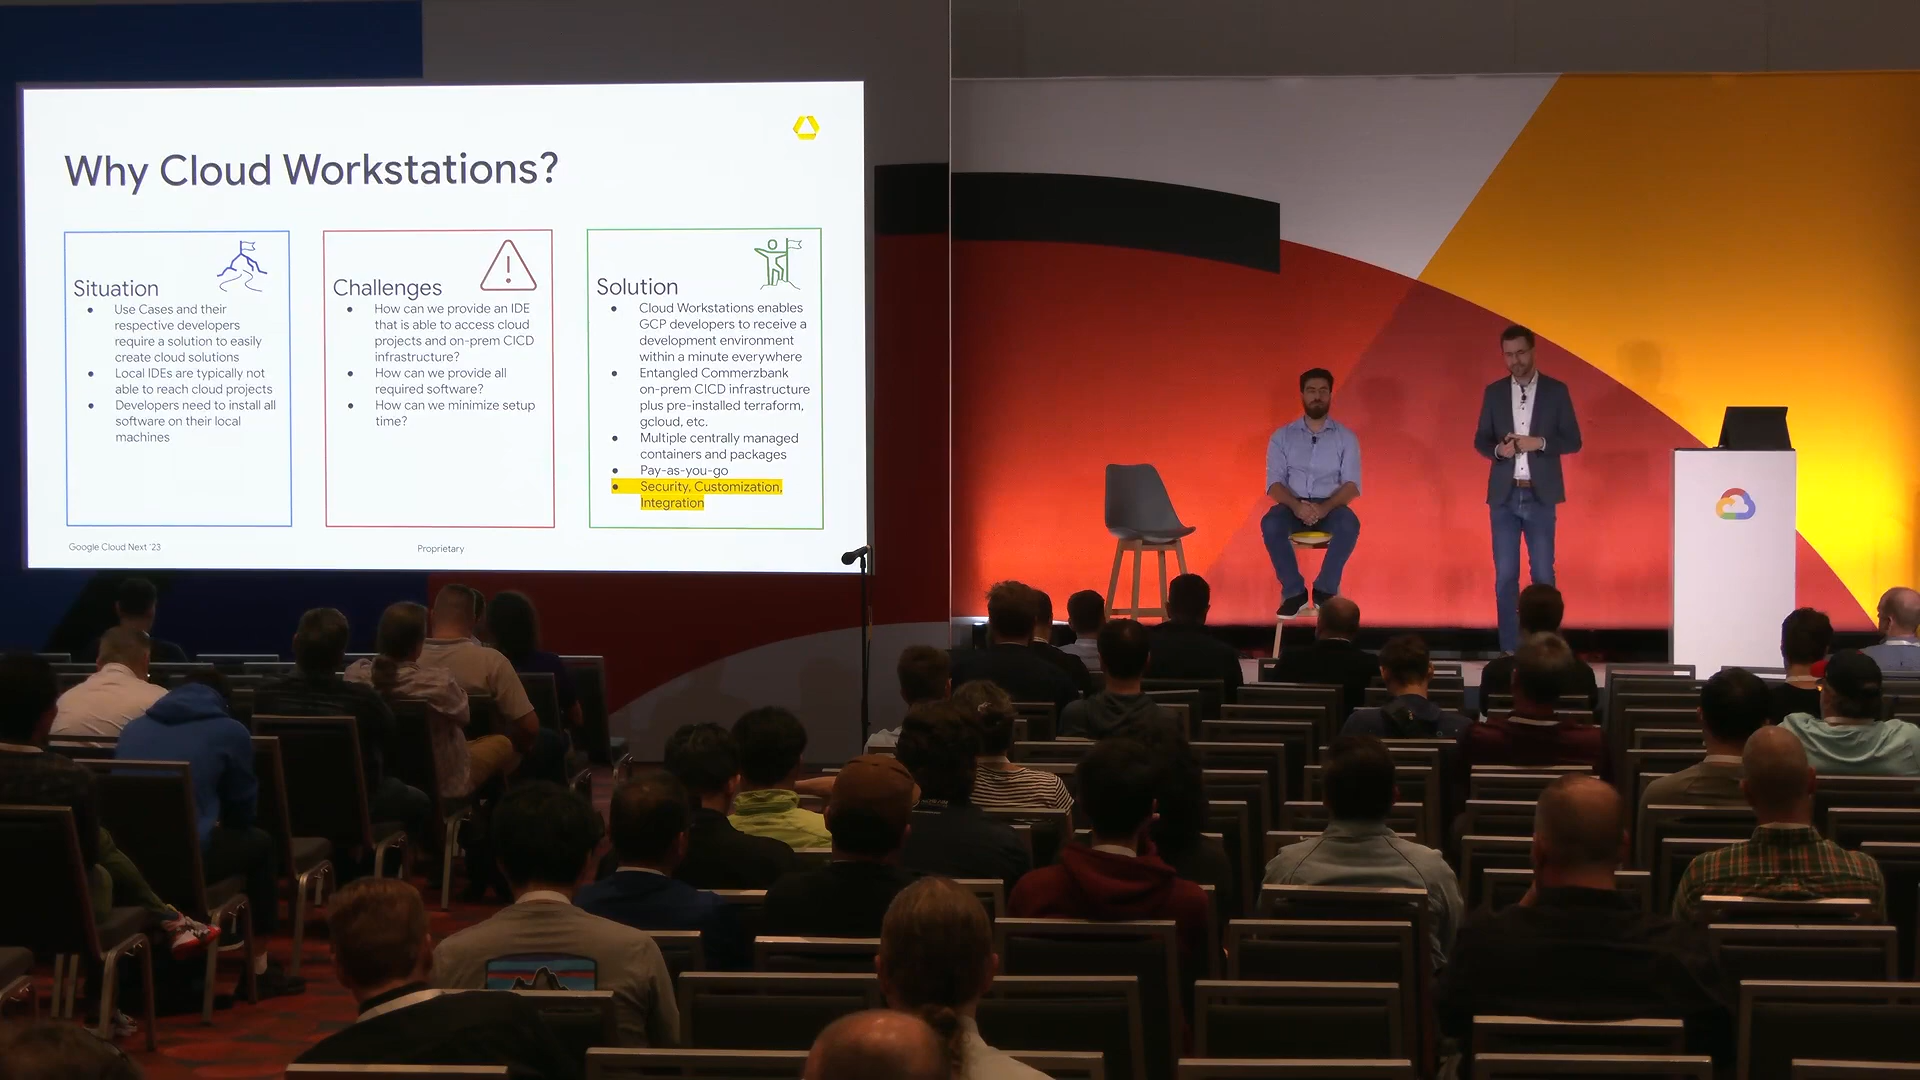 Why Cloud Workstations?
Situation
● Use Cases and their
respective developers
require a solution to easily
create cloud solutions
● Local IDEs are typically not
able to reach cloud projects
● Developers need to install all
software on their local
machines
Challenges
● How can we provide an IDE
that is able to access cloud
projects and on-prem CICD
infrastructure?
● How can we provide all
required software?
● How can we minimize setup
time?
Solution
● Cloud Workstations enables
GCP developers to receive a
development environment
within a minute everywhere
● Entangled Commerzbank
on-prem CICD infrastructure
plus pre-installed terraform,
gcloud, etc.
● Multiple centrally managed
containers and packages
● Pay-as-you-go
● Security, Customization,
Integration
Google Cloud Next '23
Proprietary